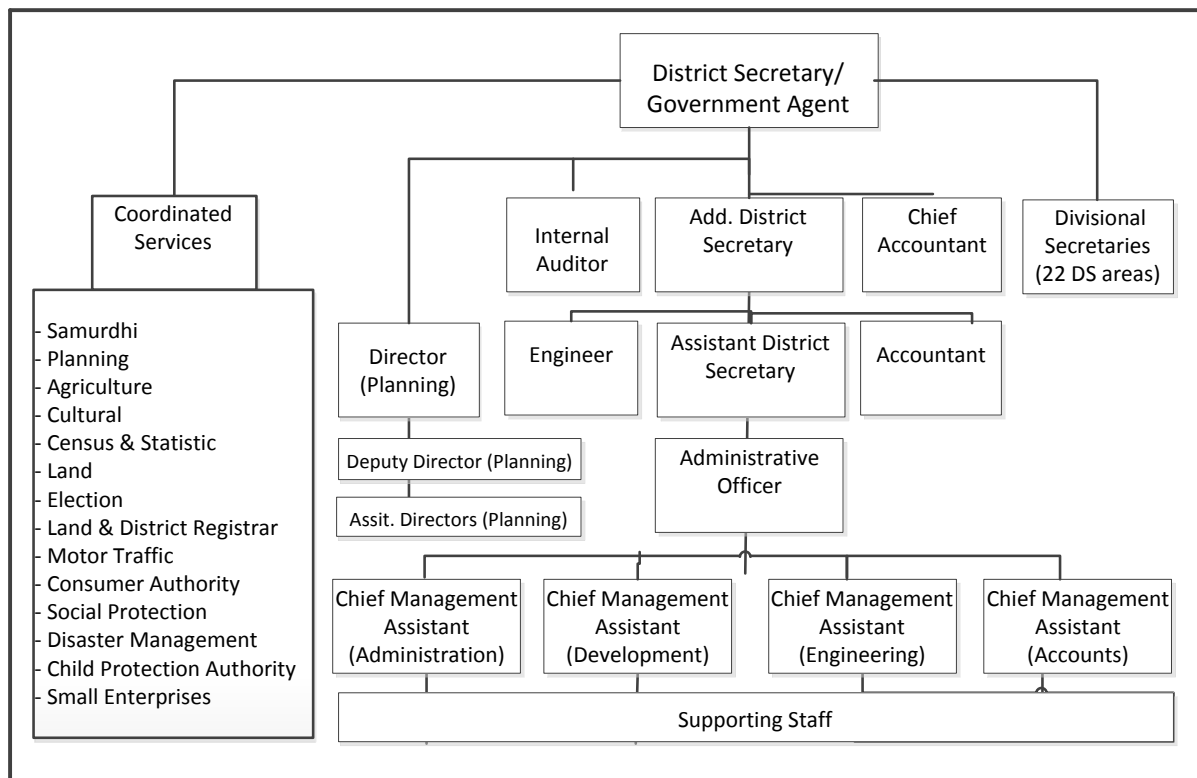 District Secretary/
Government Agent
Coordinated
Services
Internal
Auditor
Add. District
Secretary
Chief
Accountant
Divisional
Secretaries
(22 DS areas)
- Samurdhi
- Planning
- Agriculture
- Cultural
- Census & Statistic
- Land
- Election
- Land & District Registrar
- Motor Traffic
- Consumer Authority
- Social Protection
- Disaster Management
- Child Protection Authority
- Small Enterprises
Director
(Planning)
Engineer
Assistant District
Secretary
Accountant
Deputy Director (Planning)
Assit. Directors (Planning)
Administrative
Officer
Chief Management
Assistant
(Administration)
Chief Management
Assistant
(Development)
Chief Management
Assistant
(Engineering)
Chief Management
Assistant
(Accounts)
Supporting Staff